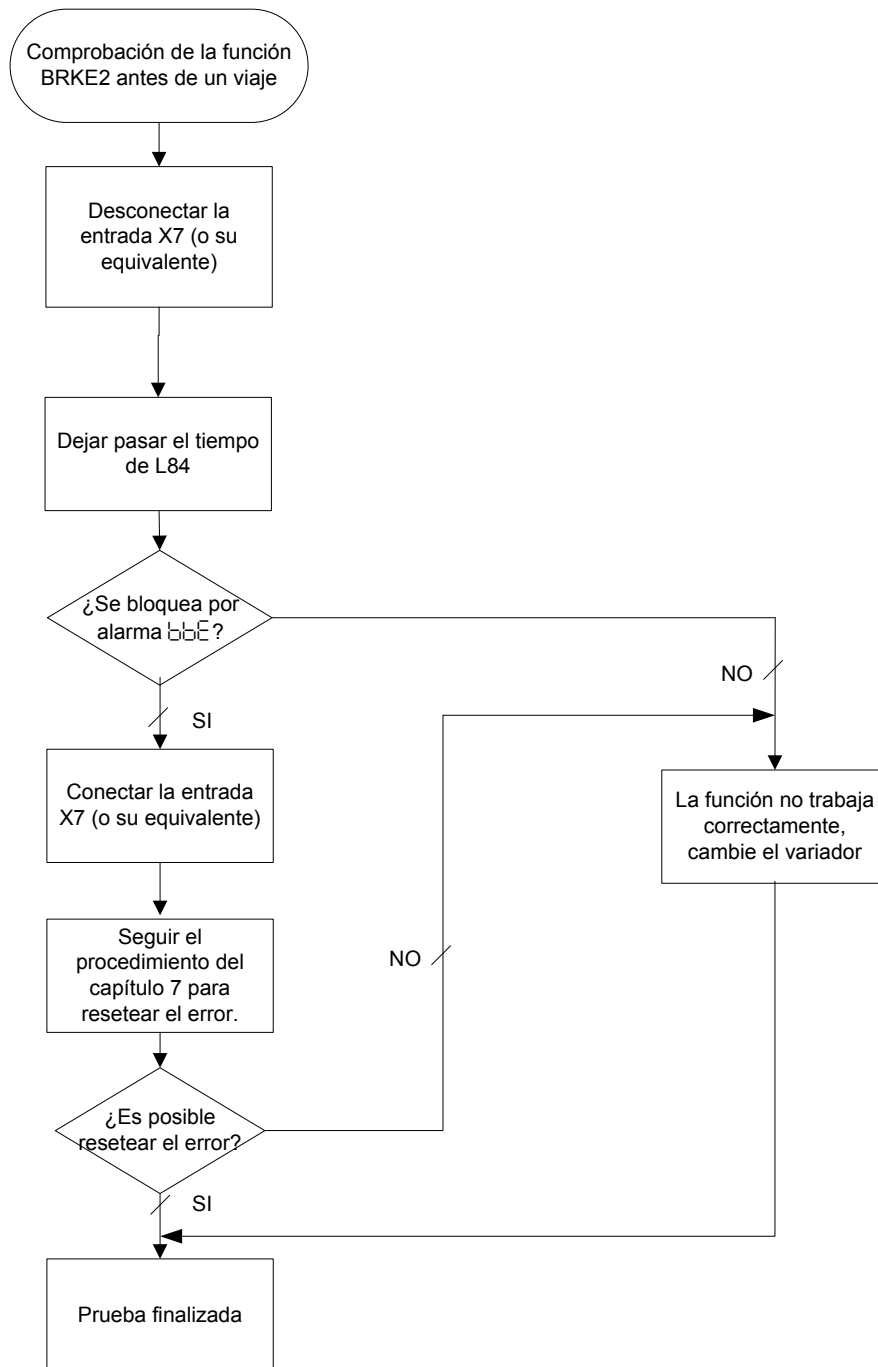 Comprobación de la función
BRKE2 antes de un viaje
Desconectar la
entrada X7 (o su
equivalente)
Dejar pasar el tiempo
de L84
¿Se bloquea por
alarma bbE?
NO
SI
Conectar la entrada
X7 (o su equivalente)
La función no trabaja
correctamente,
cambie el variador
Seguir el
procedimiento del
capítulo 7 para
resetear el error.
NO
¿Es posible
resetear el error?
SI
Prueba finalizada